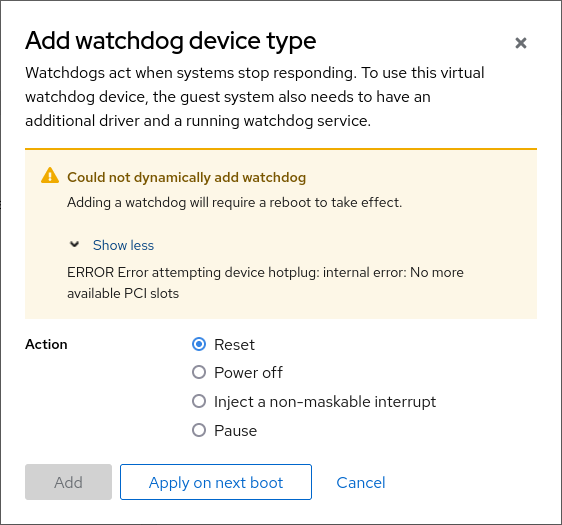 Add watchdog device type
Watchdogs act when systems stop responding. To use this virtual
watchdog device, the guest system also needs to have an
additional driver and a running watchdog service.
Could not dynamically add watchdog
Adding a watchdog will require a reboot to take effect.
Show less
ERROR Error attempting device hotplug: internal error: No more
available PCI slots
Action
Reset
Power off
Inject a non-maskable interrupt
Pause
Add
Apply on next boot
Cancel